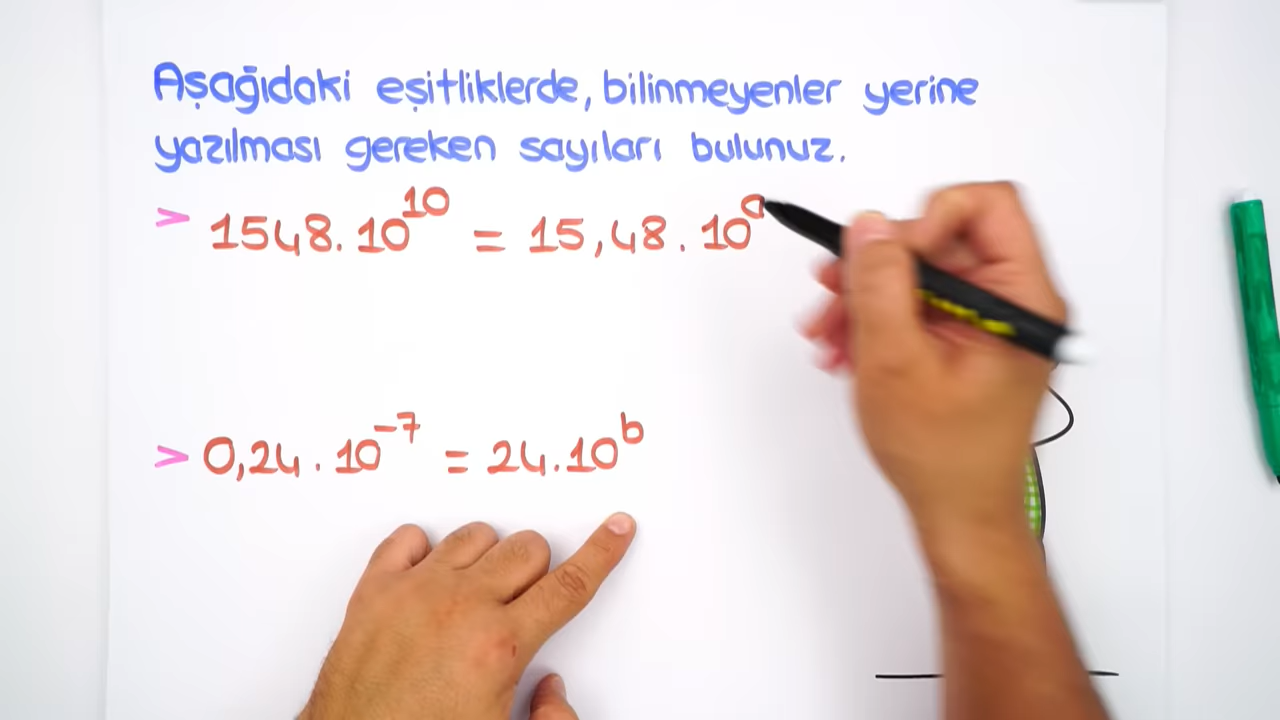 Aşağıdaki eşitliklerde, bilinmeyenler yerine
yazılması gereken sayıları bulunuz.
> 1548.10^10 = 15,48.10^a
> 0,24.10^-7 = 24.10^b